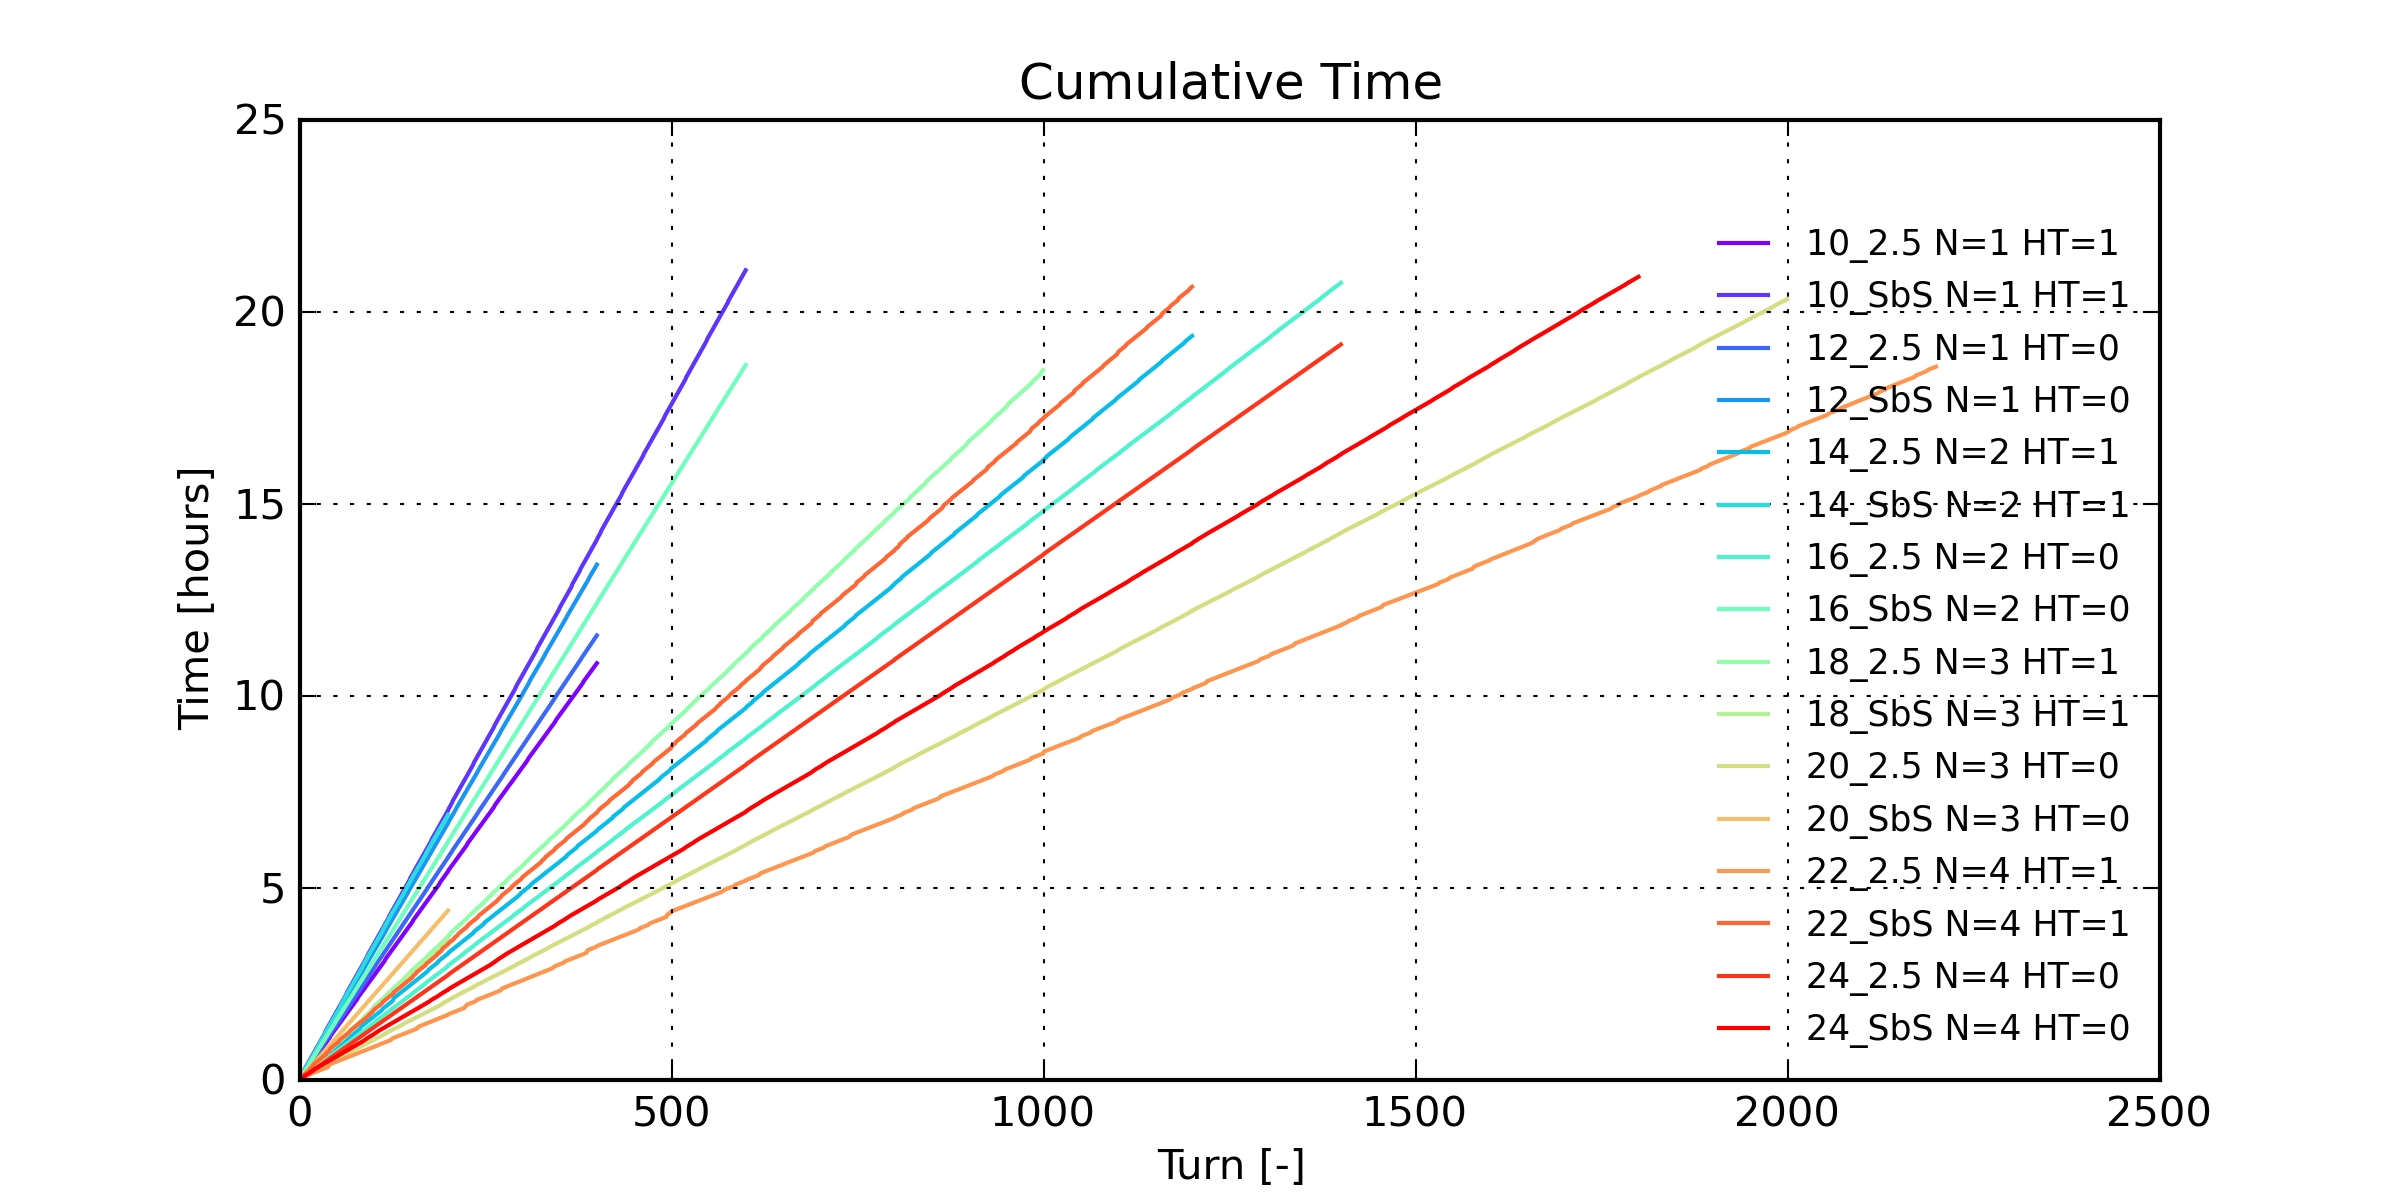 Cumulative Time
25
20
15
10
5
0
Time [hours]
0 500 1000 1500 2000 2500
Turn [-]
10_2.5 N=1 HT=1
10_SbS N=1 HT=1
12_2.5 N=1 HT=0
12_SbS N=1 HT=0
14_2.5 N=2 HT=1
14_SbS N=2 HT=1
16_2.5 N=2 HT=0
16_SbS N=2 HT=0
18_2.5 N=3 HT=1
18_SbS N=3 HT=1
20_2.5 N=3 HT=0
20_SbS N=3 HT=0
22_2.5 N=4 HT=1
22_SbS N=4 HT=1
24_2.5 N=4 HT=0
24_SbS N=4 HT=0